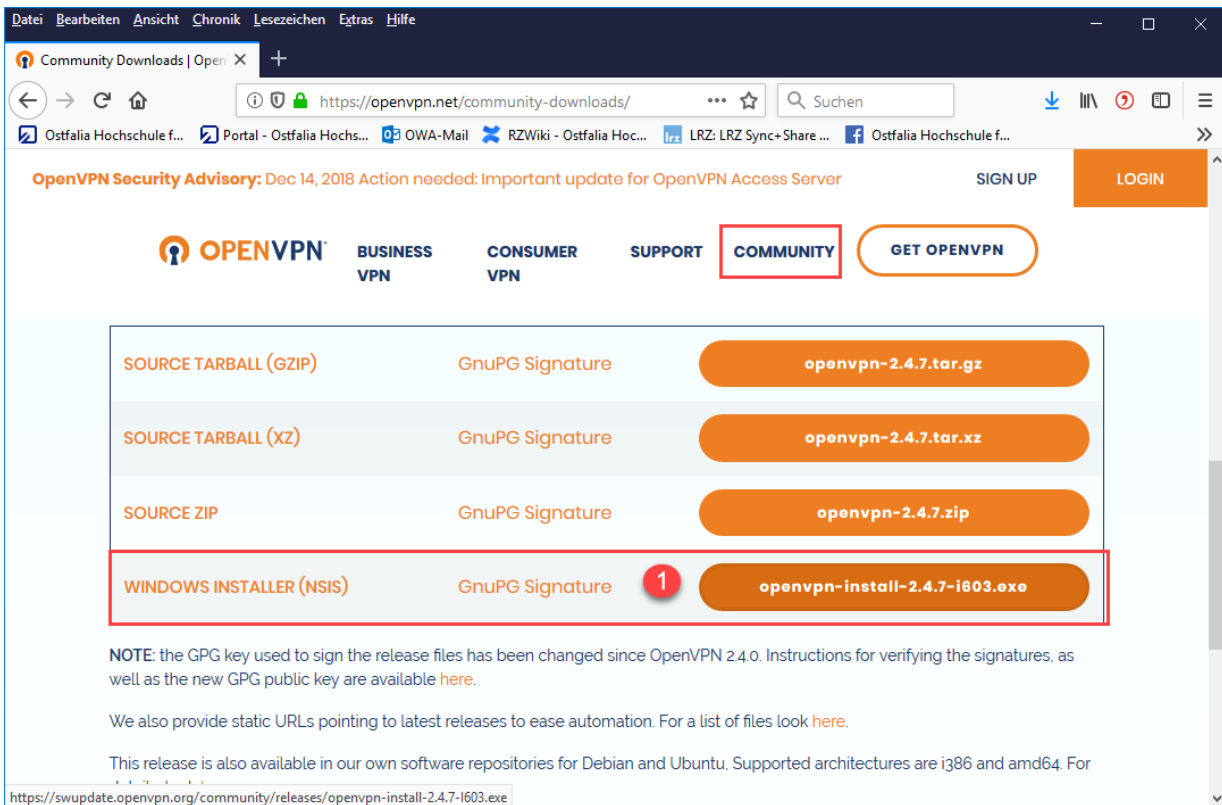 Datei Bearbeiten Ansicht Chronik Lesezeichen Extras Hilfe
Community Downloads | Open
https://openvpn.net/community-downloads/
Suchen
Ostfalia Hochschule f... Portal - Ostfalia Hochs... OWA-Mail RZWiki - Ostfalia Hoc... lrz LRZ: LRZ Sync+Share ... Ostfalia Hochschule f...
OpenVPN Security Advisory: Dec 14, 2018 Action needed: Important update for OpenVPN Access Server SIGN UP LOGIN
OPENVPN BUSINESS VPN CONSUMER VPN SUPPORT COMMUNITY GET OPENVPN
SOURCE TARBALL (GZIP) GnuPG Signature openvpn-2.4.7.tar.gz
SOURCE TARBALL (XZ) GnuPG Signature openvpn-2.4.7.tar.xz
SOURCE ZIP GnuPG Signature openvpn-2.4.7.zip
WINDOWS INSTALLER (NSIS) GnuPG Signature 1 openvpn-install-2.4.7-I603.exe
NOTE: the GPG key used to sign the release files has been changed since OpenVPN 2.4.0. Instructions for verifying the signatures, as
well as the new GPG public key are available here.
We also provide static URLs pointing to latest releases to ease automation. For a list of files look here.
This release is also available in our own software repositories for Debian and Ubuntu, Supported architectures are i386 and amd64. For
https://swupdate.openvpn.org/community/releases/openvpn-install-2.4.7-I603.exe